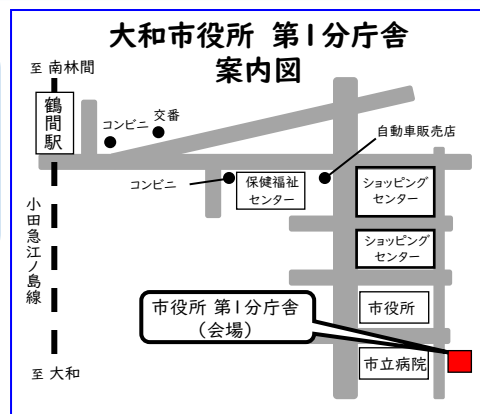 大和市役所 第1分庁舎
案内図
至 南林間
鶴間駅
コンビニ
交番
自動車販売店
コンビニ
保健福祉
センター
ショッピング
センター
ショッピング
センター
小田急江ノ島線
市役所 第1分庁舎
(会場)
市役所
市立病院
至 大和